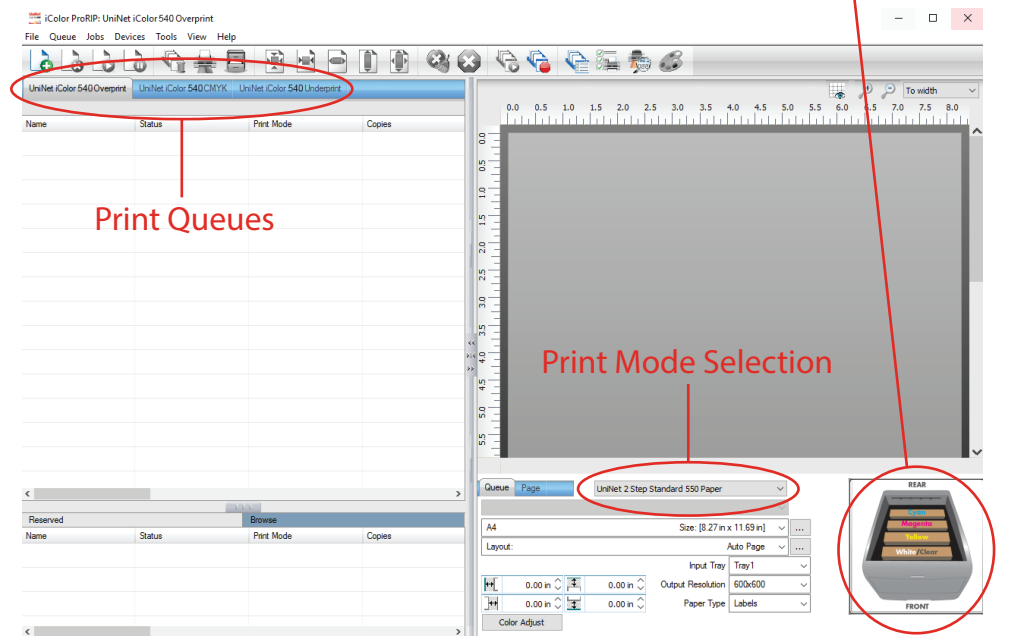 iColor ProRIP: UniNet iColor 540 Overprint
File Queue Jobs Devices Tools View Help
UniNet iColor 540 Overprint UniNet iColor 540 CMYK UniNet iColor 540 Underprint
To width
0.0 0.5 1.0 1.5 2.0 2.5 3.0 3.5 4.0 4.5 5.0 5.5 6.0 6.5 7.0 7.5 8.0
Name Status Print Mode Copies
0.0
0.5
1.0
1.5
2.0
2.5
3.0
3.5
4.0
4.5
5.0
5.5
Print Queues
Print Mode Selection
Queue Page UniNet 2 Step Standard 550 Paper
REAR
Cyan
Magenta
Yellow
White/Clear
FRONT
Reserved Browse
Name Status Print Mode Copies
A4 Size: [8.27 in x 11.69 in] ...
Layout: Auto Page ...
Input Tray Tray1
0.00 in 0.00 in Output Resolution 600x600
0.00 in 0.00 in Paper Type Labels
Color Adjust